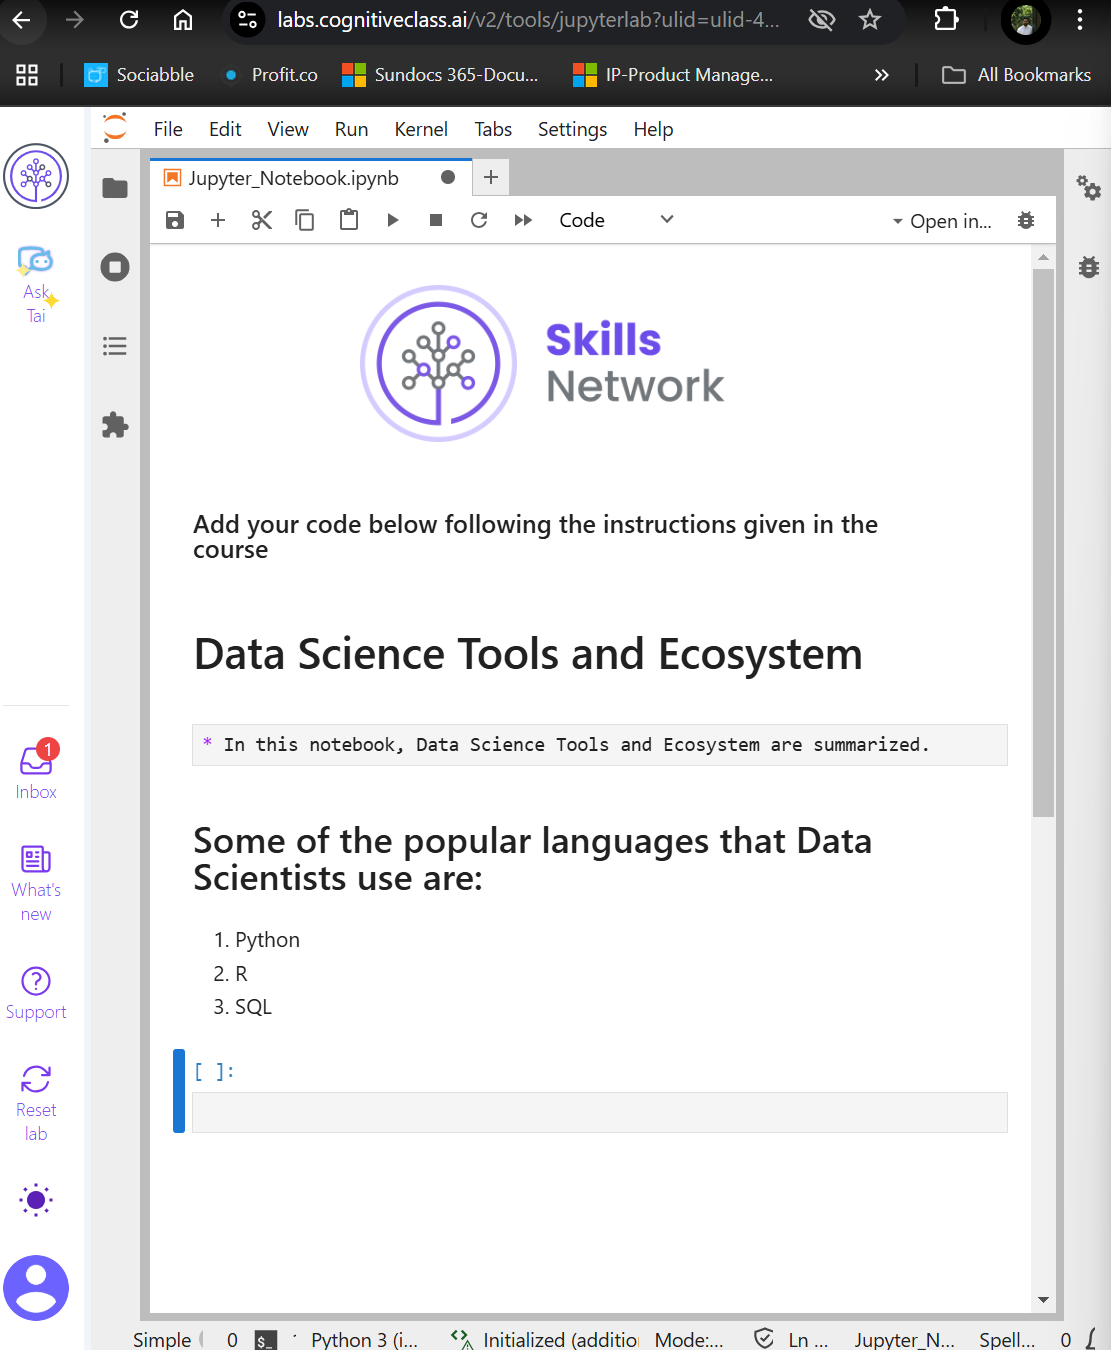 labs.cognitiveclass.ai/v2/tools/jupyterlab?ulid=ulid-4...
Sociabble Profit.co Sundocs 365-Docu... IP-Product Manage... » All Bookmarks
File Edit View Run Kernel Tabs Settings Help
Jupyter_Notebook.ipynb
Code Open in...
Ask
Tai
Skills
Network
Add your code below following the instructions given in the
course
Data Science Tools and Ecosystem
* In this notebook, Data Science Tools and Ecosystem are summarized.
Some of the popular languages that Data
Scientists use are:
1. Python
2. R
3. SQL
[ ]:
1
Inbox
What's
new
Support
Reset
lab
Simple 0 $_ Python 3 (i... Initialized (additio Mode:... Ln ... Jupyter_N... Spell... 0